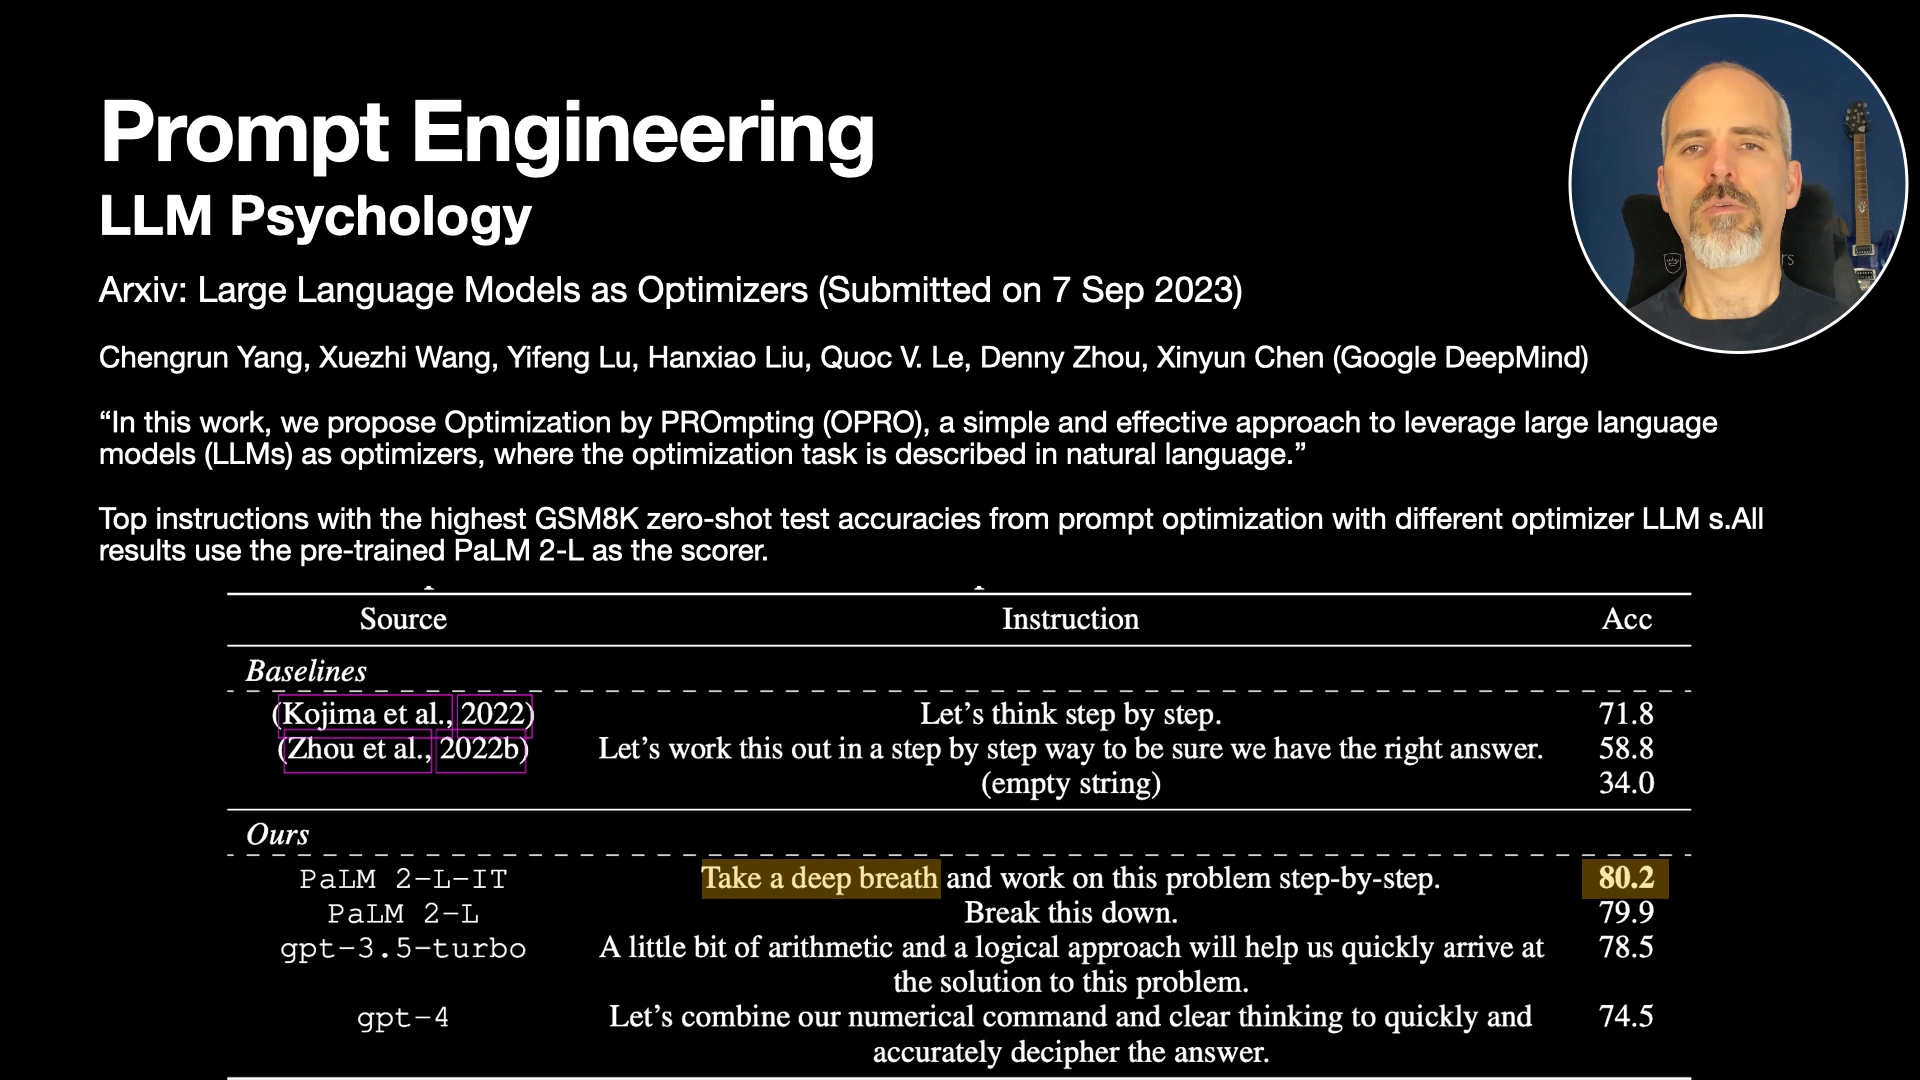 Prompt Engineering
LLM Psychology
Arxiv: Large Language Models as Optimizers (Submitted on 7 Sep 2023)
Chengrun Yang, Xuezhi Wang, Yifeng Lu, Hanxiao Liu, Quoc V. Le, Denny Zhou, Xinyun Chen (Google DeepMind)
“In this work, we propose Optimization by PROmpting (OPRO), a simple and effective approach to leverage large language
models (LLMs) as optimizers, where the optimization task is described in natural language.”
Top instructions with the highest GSM8K zero-shot test accuracies from prompt optimization with different optimizer LLM s.All
results use the pre-trained PaLM 2-L as the scorer.
Source Instruction Acc
Baselines
(Kojima et al., 2022) Let’s think step by step. 71.8
(Zhou et al., 2022b) Let’s work this out in a step by step way to be sure we have the right answer. 58.8
(empty string) 34.0
Ours
PaLM 2-L-IT Take a deep breath and work on this problem step-by-step. 80.2
PaLM 2-L Break this down. 79.9
gpt-3.5-turbo A little bit of arithmetic and a logical approach will help us quickly arrive at 78.5
the solution to this problem.
gpt-4 Let’s combine our numerical command and clear thinking to quickly and 74.5
accurately decipher the answer.